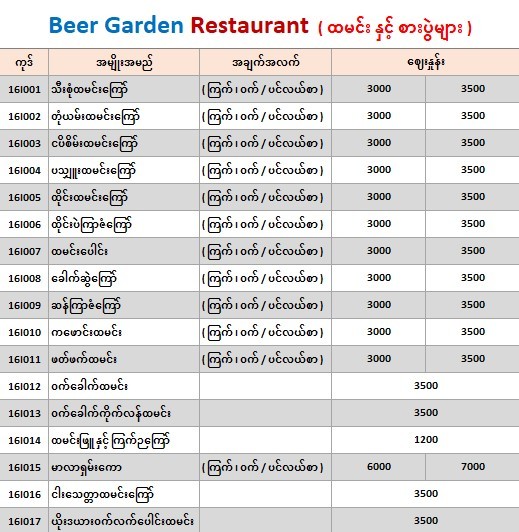 Beer Garden Restaurant ( ထမင်း နှင့် စားပွဲများ )
ကုဒ် အမျိုးအမည် အချက်အလက် ဈေးနှုန်း
16I001 သီးစုံထမင်းကြော် ( ကြက် ၊ ဝက် / ပင်လယ်စာ ) 3000 3500
16I002 တုံယမ်းထမင်းကြော် ( ကြက် ၊ ဝက် / ပင်လယ်စာ ) 3000 3500
16I003 ငပိစိမ်းထမင်းကြော် ( ကြက် ၊ ဝက် / ပင်လယ်စာ ) 3000 3500
16I004 ပသျှူးထမင်းကြော် ( ကြက် ၊ ဝက် / ပင်လယ်စာ ) 3000 3500
16I005 ထိုင်းထမင်းကြော် ( ကြက် ၊ ဝက် / ပင်လယ်စာ ) 3000 3500
16I006 ထိုင်းပဲကြာဇံကြော် ( ကြက် ၊ ဝက် / ပင်လယ်စာ ) 3000 3500
16I007 ထမင်းပေါင်း ( ကြက် ၊ ဝက် / ပင်လယ်စာ ) 3000 3500
16I008 ခေါက်ဆွဲကြော် ( ကြက် ၊ ဝက် / ပင်လယ်စာ ) 3000 3500
16I009 ဆန်ကြာဇံကြော် ( ကြက် ၊ ဝက် / ပင်လယ်စာ ) 3000 3500
16I010 ကဖောင်းထမင်း ( ကြက် ၊ ဝက် / ပင်လယ်စာ ) 3000 3500
16I011 ဖတ်ဖက်ထမင်း ( ကြက် ၊ ဝက် / ပင်လယ်စာ ) 3000 3500
16I012 ဝက်ခေါက်ထမင်း 3500
16I013 ဝက်ခေါက်ကိုက်လန်ထမင်း 3500
16I014 ထမင်းဖြူနှင့် ကြက်ဥကြော် 1200
16I015 မာလာရှမ်းကော ( ကြက် ၊ ဝက် / ပင်လယ်စာ ) 6000 7000
16I016 ငါးသေတ္တာထမင်းကြော် 3500
16I017 ယိုးဒယားဝက်လက်ပေါင်းထမင်း 3500